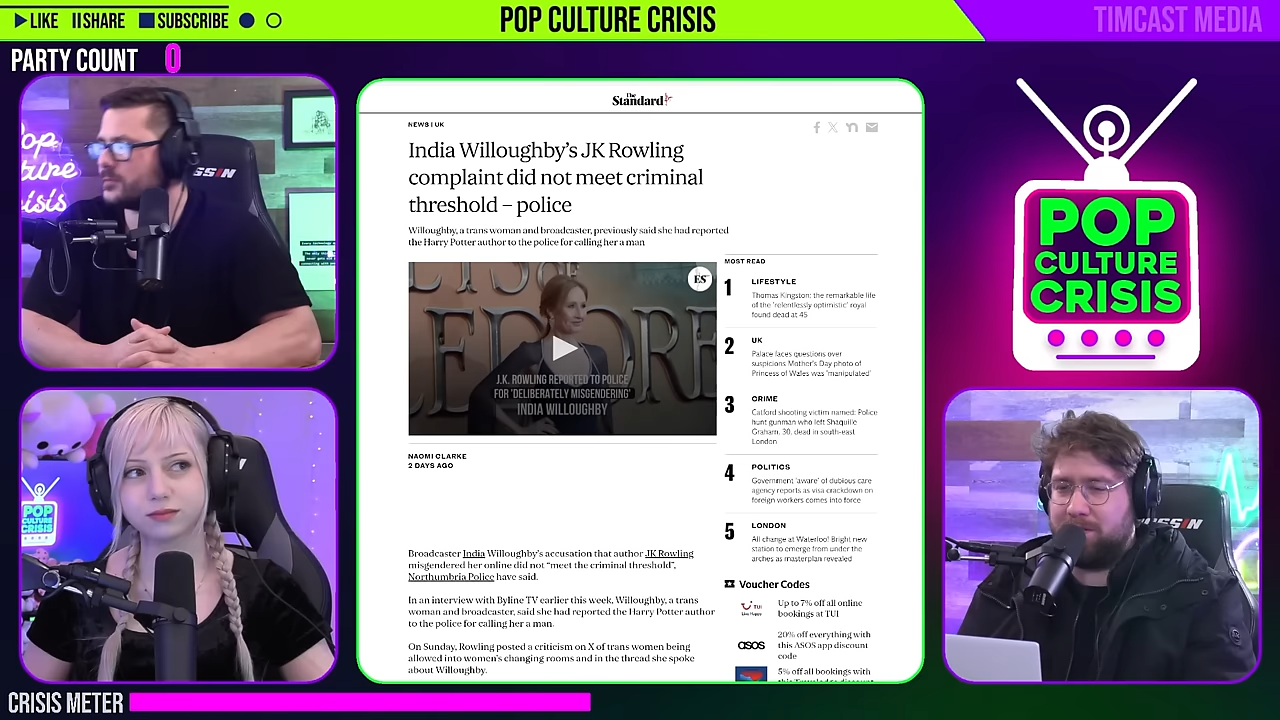 LIKE SHARE SUBSCRIBE
POP CULTURE CRISIS
TIMCAST MEDIA
PARTY COUNT 0
The Standard
NEWS | UK
India Willoughby's JK Rowling
complaint did not meet criminal
threshold – police
Willoughby, a trans woman and broadcaster, previously said she had reported
the Harry Potter author to the police for calling her a man
ES
J.K. ROWLING REPORTED TO POLICE
FOR 'DELIBERATELY MISGENDERING'
INDIA WILLOUGHBY
NAOMI CLARKE
2 DAYS AGO
Broadcaster India Willoughby's accusation that author JK Rowling
misgendered her online did not "meet the criminal threshold",
Northumbria Police have said.
In an interview with Byline TV earlier this week, Willoughby, a trans
woman and broadcaster, said she had reported the Harry Potter author
to the police for calling her a man.
On Sunday, Rowling posted a criticism on X of trans women being
allowed into women's changing rooms and in the thread she spoke
about Willoughby.
MOST READ
1 LIFESTYLE
Thomas Kingston: the remarkable life
of the 'relentlessly optimistic' royal
found dead at 45
2 UK
Palace faces questions over
suspicions Mother's Day photo of
Princess of Wales was 'manipulated'
3 CRIME
Catford shooting victim named: Police
hunt gunman who left Shaquille
Graham, 30, dead in south-east
London
4 POLITICS
Government 'aware' of dubious care
agency reports as visa crackdown on
foreign workers comes into force
5 LONDON
All change at Waterloo! Bright new
station to emerge from under the
arches as masterplan revealed
Voucher Codes
TUI
Up to 7% off all online
bookings at TUI
asos
20% off everything with
this ASOS app discount
code
5% off all bookings with
POP
CULTURE
CRISIS
CRISIS METER